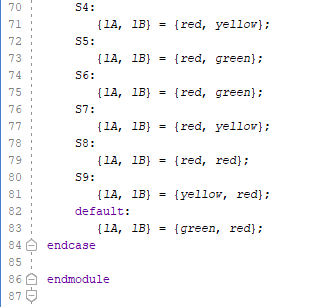 70 S4:
71 {lA, lB} = {red, yellow};
72 S5:
73 {lA, lB} = {red, green};
74 S6:
75 {lA, lB} = {red, green};
76 S7:
77 {lA, lB} = {red, yellow};
78 S8:
79 {lA, lB} = {red, red};
80 S9:
81 {lA, lB} = {yellow, red};
82 default:
83 {lA, lB} = {green, red};
84 endcase
85
86 endmodule
87